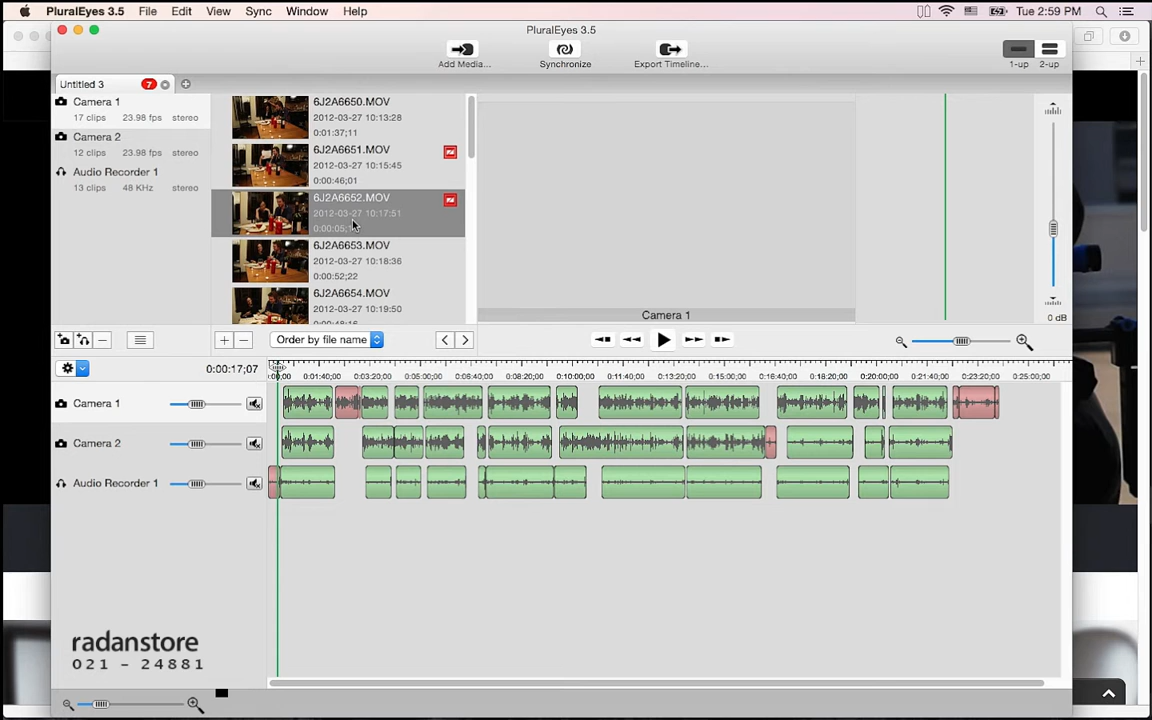 PluralEyes 3.5 File Edit View Sync Window Help Tue 2:59 PM
PluralEyes 3.5
Add Media... Synchronize Export Timeline... 1-up 2-up
Untitled 3 7
Camera 1
17 clips 23.98 fps stereo
Camera 2
12 clips 23.98 fps stereo
Audio Recorder 1
13 clips 48 KHz stereo
6J2A6650.MOV
2012-03-27 10:13:28
0:01:37;11
6J2A6651.MOV
2012-03-27 10:15:45
0:00:46;01
6J2A6652.MOV
2012-03-27 10:17:51
6J2A6653.MOV
2012-03-27 10:18:36
0:00:52;22
6J2A6654.MOV
2012-03-27 10:19:50
Camera 1
0 dB
Order by file name
0:00:17;07
0:01:40;00 0:03:20;00 0:05:00;00 0:06:40;00 0:08:20;00 0:10:00;00 0:11:40;00 0:13:20;00 0:15:00;00 0:16:40;00 0:18:20;00 0:20:00;00 0:21:40;00 0:23:20;00 0:25:00;00
Camera 1
Camera 2
Audio Recorder 1
radanstore
021 - 24881